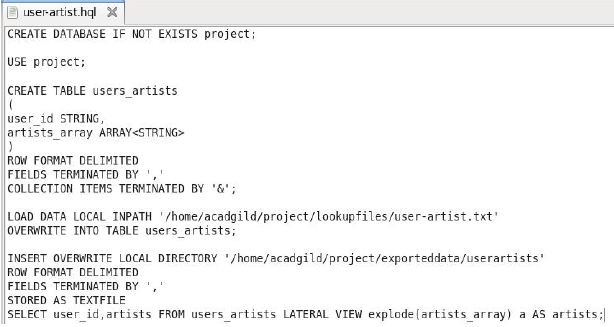 user-artist.hql
CREATE DATABASE IF NOT EXISTS project;
USE project;
CREATE TABLE users_artists
(
user_id STRING,
artists_array ARRAY<STRING>
)
ROW FORMAT DELIMITED
FIELDS TERMINATED BY ','
COLLECTION ITEMS TERMINATED BY '&';
LOAD DATA LOCAL INPATH '/home/acadgild/project/lookupfiles/user-artist.txt'
OVERWRITE INTO TABLE users_artists;
INSERT OVERWRITE LOCAL DIRECTORY '/home/acadgild/project/exporteddata/userartists'
ROW FORMAT DELIMITED
FIELDS TERMINATED BY ','
STORED AS TEXTFILE
SELECT user_id,artists FROM users_artists LATERAL VIEW explode(artists_array) a AS artists;